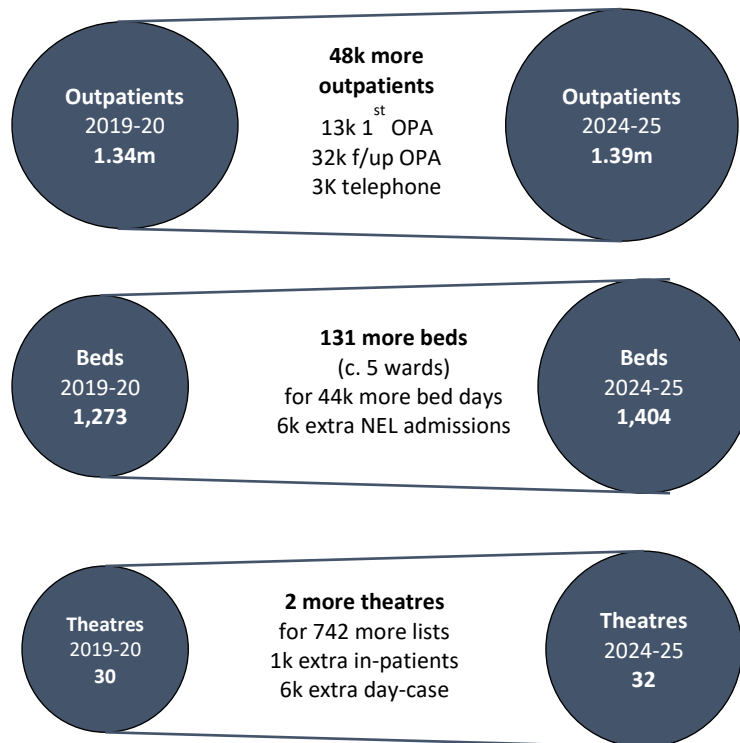 Outpatients
2019-20
1.34m
48k more
outpatients
13k 1st OPA
32k f/up OPA
3K telephone
Outpatients
2024-25
1.39m
Beds
2019-20
1,273
131 more beds
(c. 5 wards)
for 44k more bed days
6k extra NEL admissions
Beds
2024-25
1,404
Theatres
2019-20
30
2 more theatres
for 742 more lists
1k extra in-patients
6k extra day-case
Theatres
2024-25
32